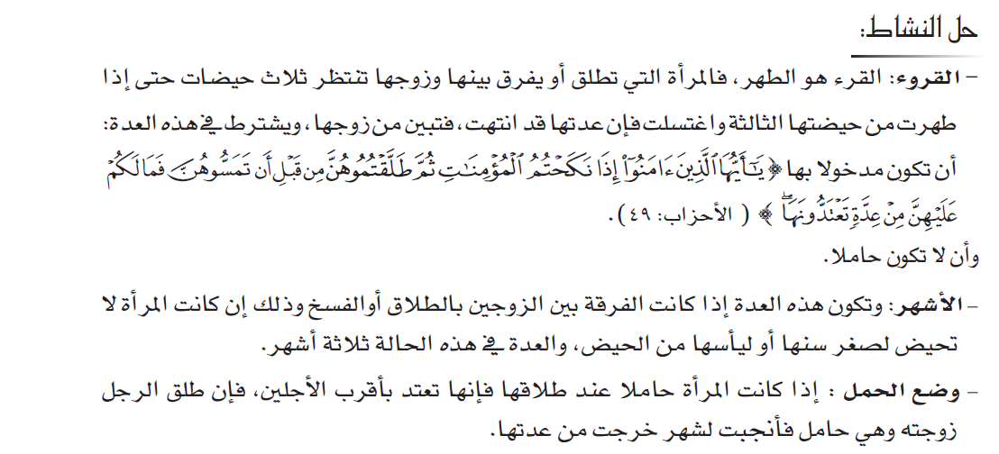 حل النشاط:
– القروء: القرء هو الطهر، فالمرأة التي تطلق أو يفرق بينها وزوجها تنتظر ثلاث حيضات حتى إذا
طهرت من حيضتها الثالثة واغتسلت فإن عدتها قد انتهت، فتبين من زوجها، ويشترط في هذه العدة:
أن تكون مدخولا بها ﴿يَٰٓأَيُّهَا ٱلَّذِينَ ءَامَنُوٓاْ إِذَا نَكَحۡتُمُ ٱلۡمُؤۡمِنَٰتِ ثُمَّ طَلَّقۡتُمُوهُنَّ مِن قَبۡلِ أَن تَمَسُّوهُنَّ فَمَا لَكُمۡ
عَلَيۡهِنَّ مِنۡ عِدَّةٖ تَعۡتَدُّونَهَاۖ﴾ ( الأحزاب: ٤٩).
وأن لا تكون حاملا.
– الأشهر: وتكون هذه العدة إذا كانت الفرقة بين الزوجين بالطلاق أوالفسخ وذلك إن كانت المرأة لا
تحيض لصغر سنها أو ليأسها من الحيض، والعدة في هذه الحالة ثلاثة أشهر.
– وضع الحمل : إذا كانت المرأة حاملا عند طلاقها فإنها تعتد بأقرب الأجلين، فإن طلق الرجل
زوجته وهي حامل فأنجبت لشهر خرجت من عدتها.